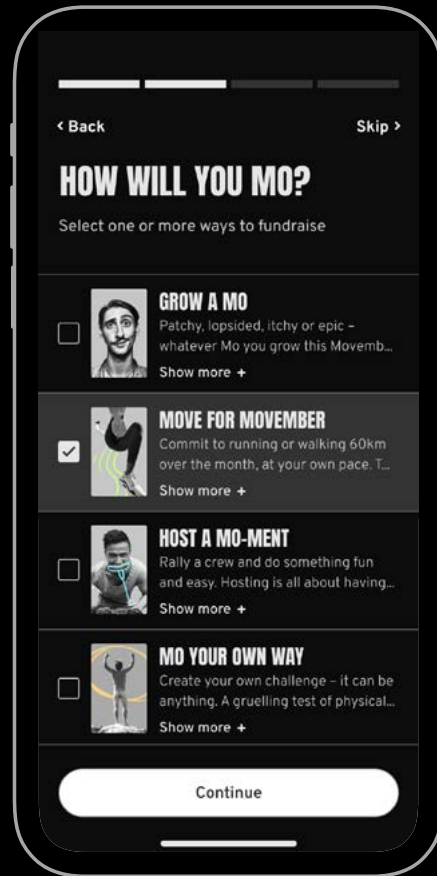 < Back
Skip >
HOW WILL YOU MO?
Select one or more ways to fundraise
GROW A MO
Patchy, lopsided, itchy or epic –
whatever Mo you grow this Movemb...
Show more +
MOVE FOR MOVEMBER
Commit to running or walking 60km
over the month, at your own pace. T...
Show more +
HOST A MO-MENT
Rally a crew and do something fun
and easy. Hosting is all about having...
Show more +
MO YOUR OWN WAY
Create your own challenge – it can be
anything. A gruelling test of physical...
Show more +
Continue